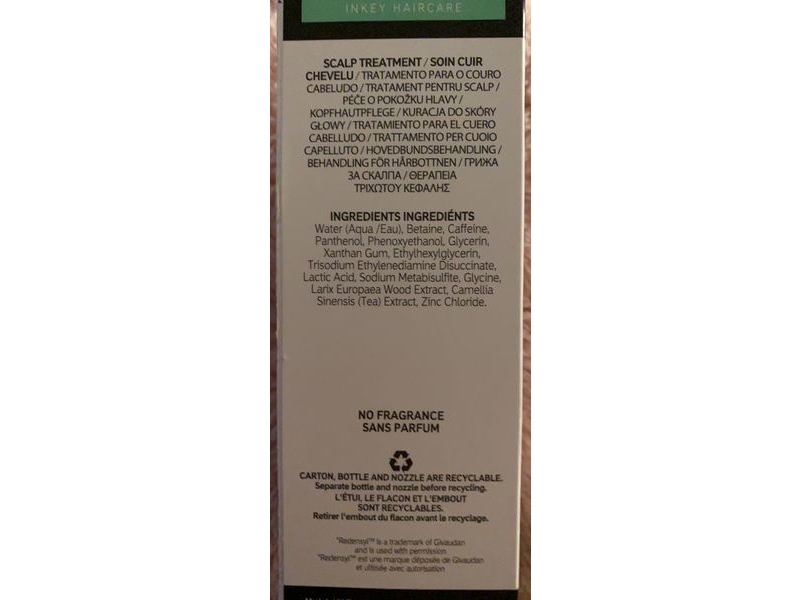 INKEY HAIRCARE
SCALP TREATMENT / SOIN CUIR
CHEVELU / TRATAMENTO PARA O COURO
CABELUDO / TRATAMENT PENTRU SCALP /
PÉČE O POKOŽKU HLAVY /
KOPFHAUTPFLEGE / KURACJA DO SKÓRY
GŁOWY / TRATAMIENTO PARA EL CUERO
CABELLUDO / TRATTAMENTO PER CUOIO
CAPELLUTO / HOVEDBUNDSBEHANDLING /
BEHANDLING FÖR HÅRBOTTNEN / ГРИЖА
ЗА СКАЛПА / ΘΕΡΑΠΕΙΑ
ΤΡΙΧΩΤΟΥ ΚΕΦΑΛΗΣ
INGREDIENTS INGREDIÉNTS
Water (Aqua /Eau), Betaine, Caffeine,
Panthenol, Phenoxyethanol, Glycerin,
Xanthan Gum, Ethylhexylglycerin,
Trisodium Ethylenediamine Disuccinate,
Lactic Acid, Sodium Metabisulfite, Glycine,
Larix Europaea Wood Extract, Camellia
Sinensis (Tea) Extract, Zinc Chloride.
NO FRAGRANCE
SANS PARFUM
CARTON, BOTTLE AND NOZZLE ARE RECYCLABLE.
Separate bottle and nozzle before recycling.
L'ÉTUI, LE FLACON ET L'EMBOUT
SONT RECYCLABLES.
Retirer l'embout du flacon avant le recyclage.
"Redensyl™ is a trademark of Givaudan
and is used with permission
"Redensyl™ est une marque déposée de Givaudan
et utilisée avec autorisation